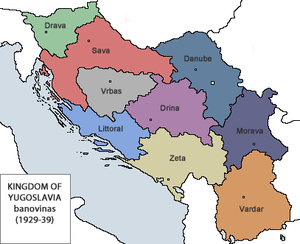 Drava
Sava
Danube
Vrbas
Drina
Littoral
Morava
Zeta
KINGDOM OF
YUGOSLAVIA
banovinas
(1929-39)
Vardar